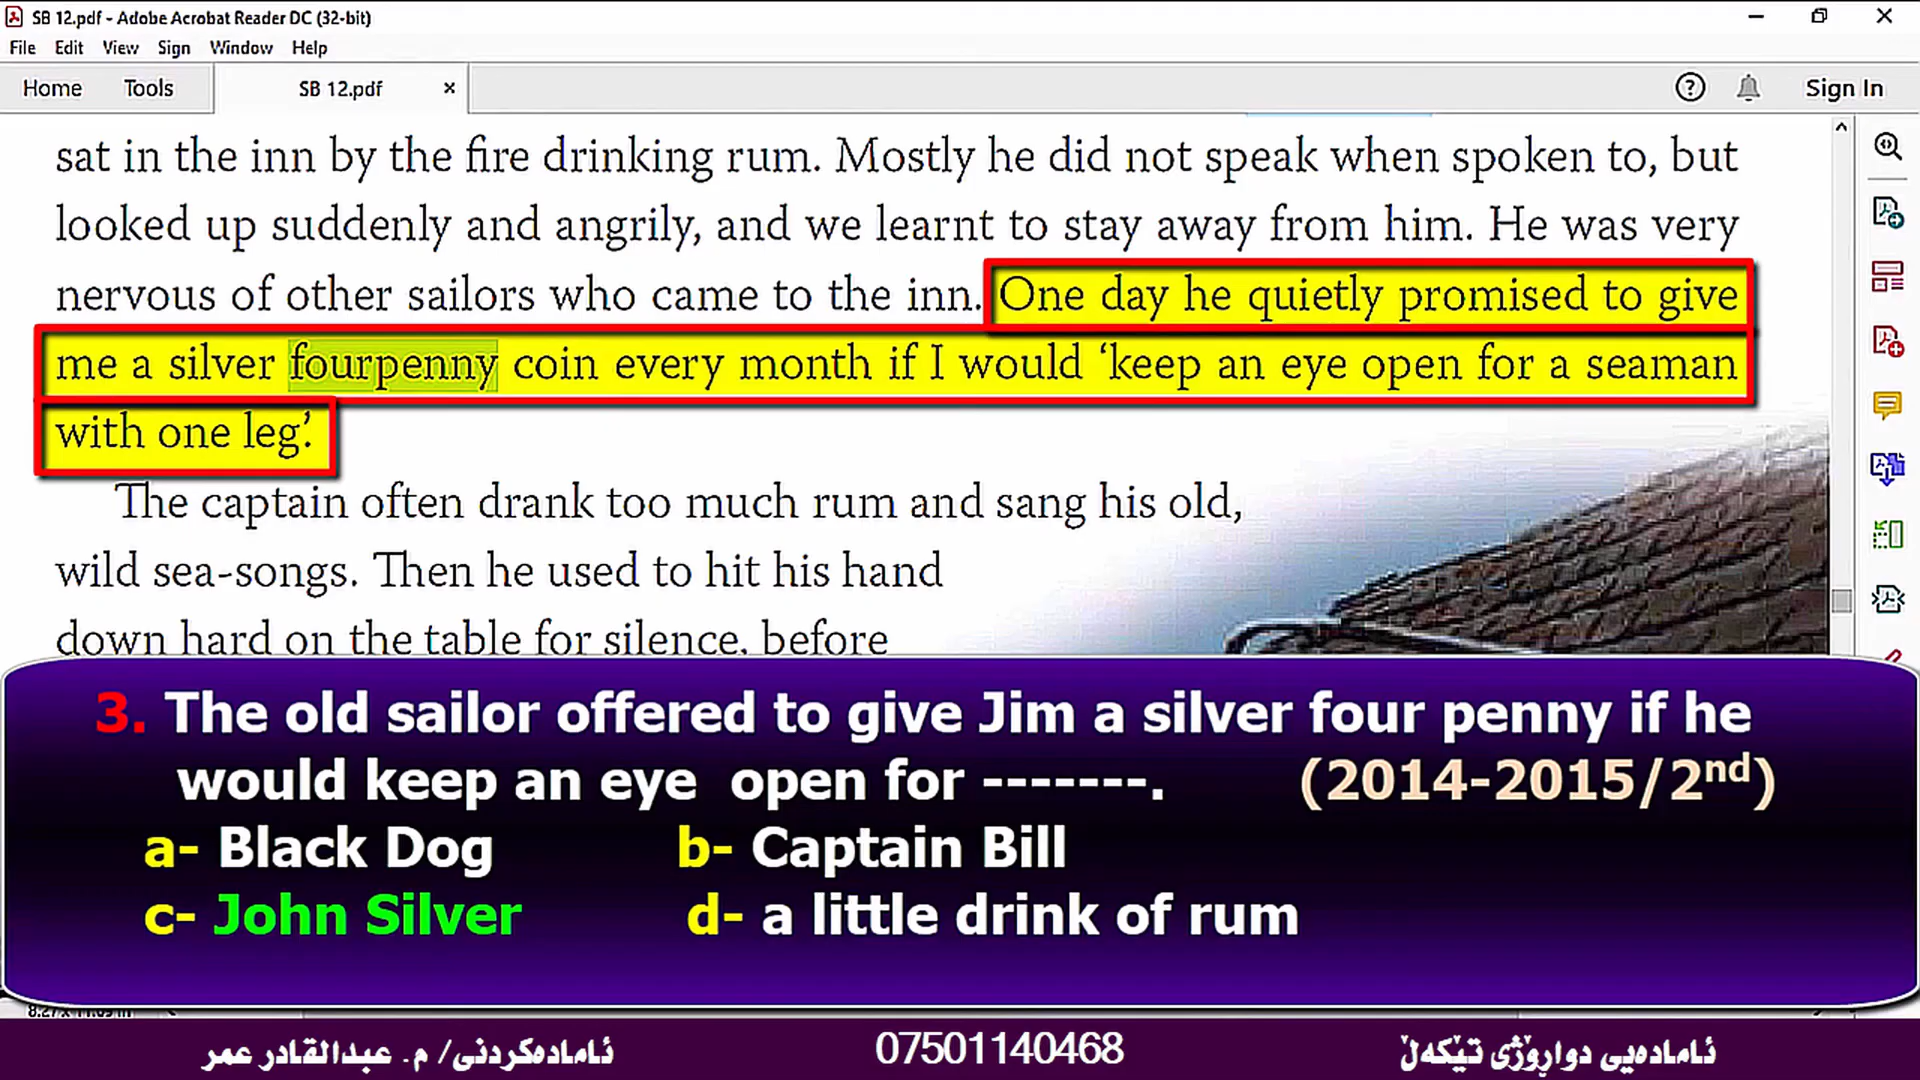 SB 12.pdf - Adobe Acrobat Reader DC (32-bit)
File Edit View Sign Window Help
Home Tools SB 12.pdf × Sign In
sat in the inn by the fire drinking rum. Mostly he did not speak when spoken to, but
looked up suddenly and angrily, and we learnt to stay away from him. He was very
nervous of other sailors who came to the inn. One day he quietly promised to give
me a silver fourpenny coin every month if I would ‘keep an eye open for a seaman
with one leg’.
The captain often drank too much rum and sang his old,
wild sea-songs. Then he used to hit his hand
down hard on the table for silence, before
3. The old sailor offered to give Jim a silver four penny if he
would keep an eye open for -------. (2014-2015/2nd)
a- Black Dog b- Captain Bill
c- John Silver d- a little drink of rum
ئامادەیی دواڕۆژی تێکەڵ 07501140468 ئامادەکردنی/ م. عبدالقادر عمر